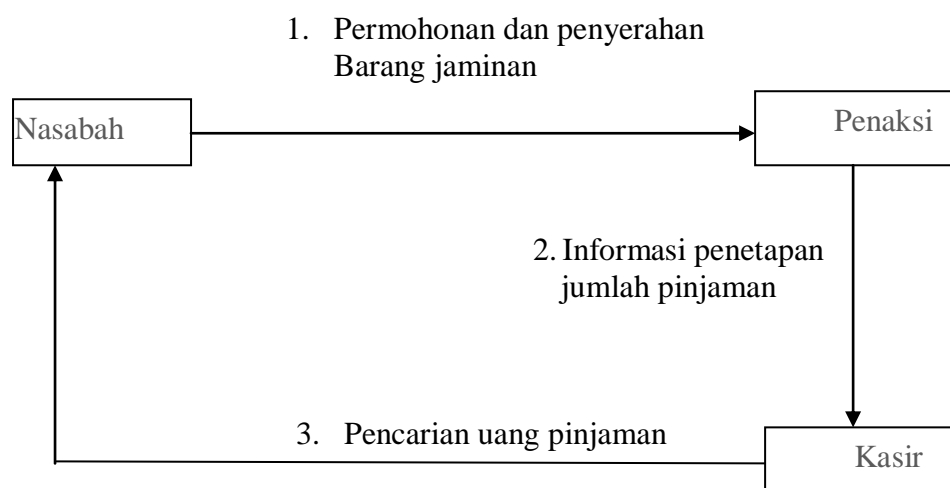 1. Permohonan dan penyerahan
Barang jaminan
Nasabah
Penaksi
2. Informasi penetapan
jumlah pinjaman
3. Pencarian uang pinjaman
Kasir